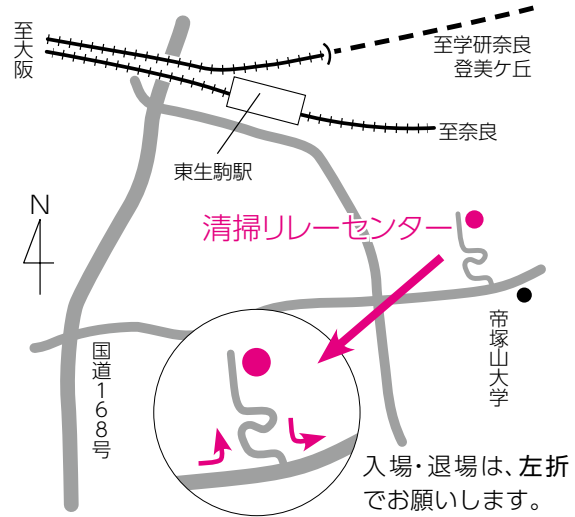 至大阪
至学研奈良
登美ケ丘
至奈良
東生駒駅
N
清掃リレーセンター
帝塚山大学
国道168号
入場・退場は、左折
でお願いします。